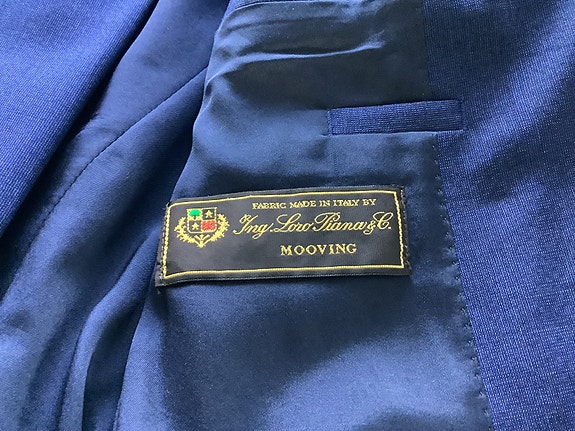 FABRIC MADE IN ITALY BY
Ing. Loro Piana & C.
MOOVING